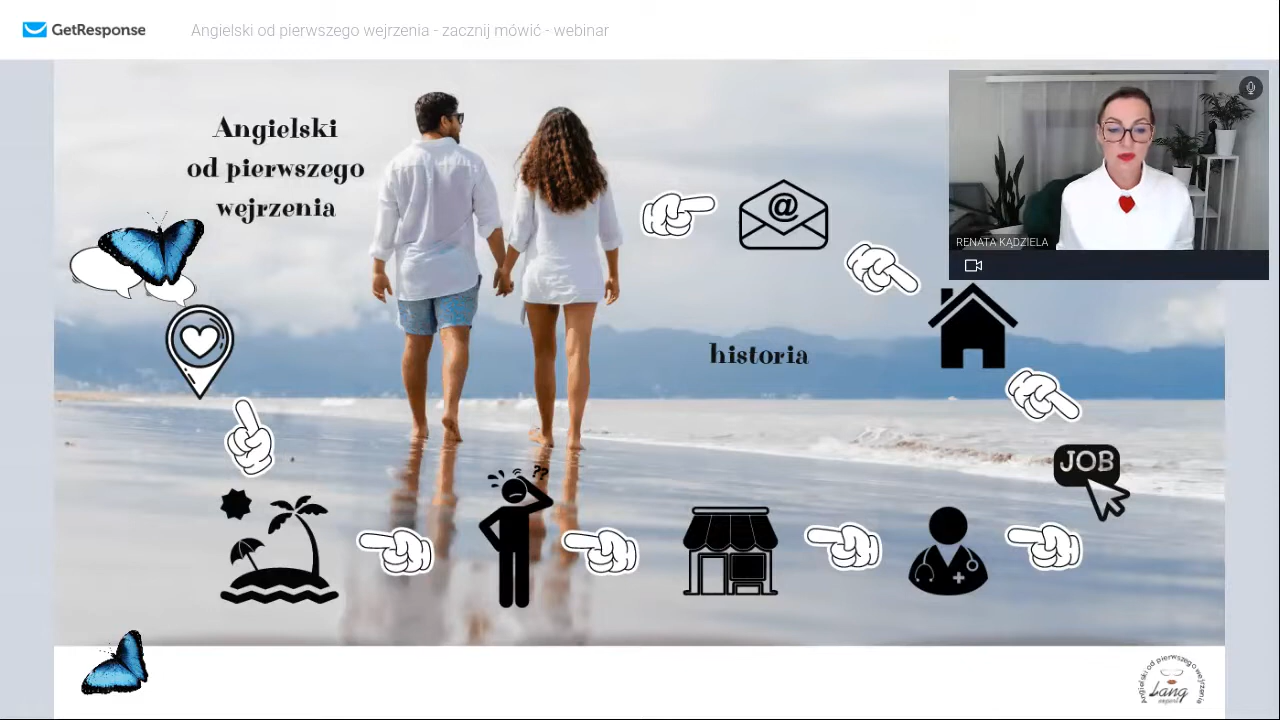 GetResponse
Angielski od pierwszego wejrzenia - zacznij mówić - webinar
Angielski
od pierwszego
wejrzenia
@
RENATA KĄDZIELA
historia
JOB
??
Angielski od pierwszego wejrzenia
Lang